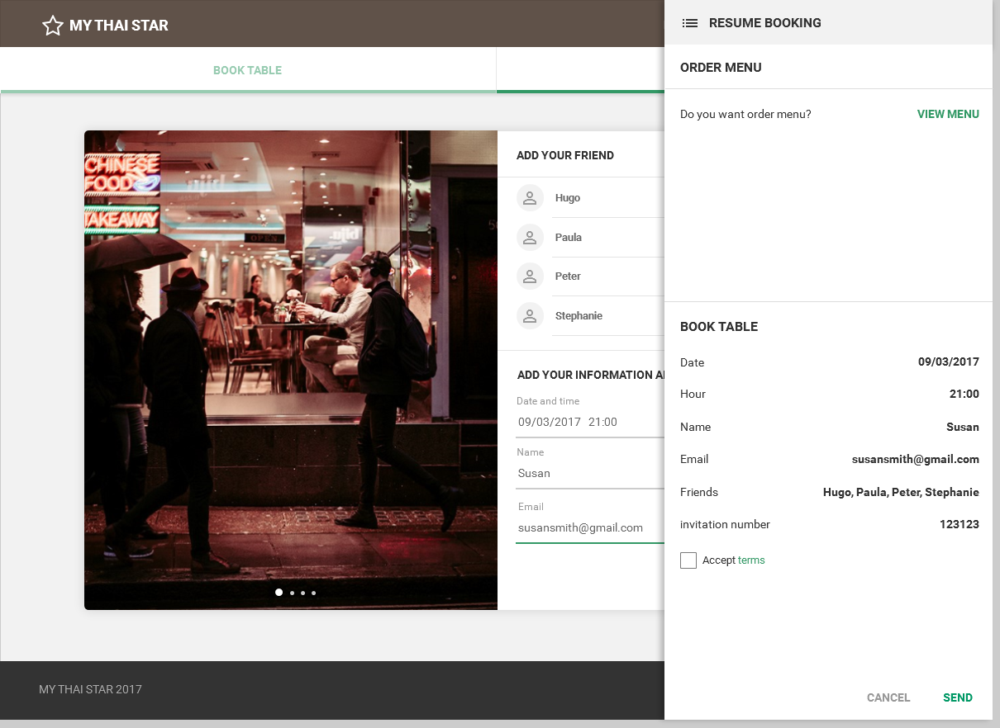 MY THAI STAR
BOOK TABLE
CHINESE
FOOD
TAKEAWAY
OPEN
ADD YOUR FRIEND
Hugo
Paula
Peter
Stephanie
ADD YOUR INFORMATION
Date and time
09/03/2017 21:00
Name
Susan
Email
susansmith@gmail.com
MY THAI STAR 2017
RESUME BOOKING
ORDER MENU
Do you want order menu? VIEW MENU
BOOK TABLE
Date 09/03/2017
Hour 21:00
Name Susan
Email susansmith@gmail.com
Friends Hugo, Paula, Peter, Stephanie
invitation number 123123
Accept terms
CANCEL SEND